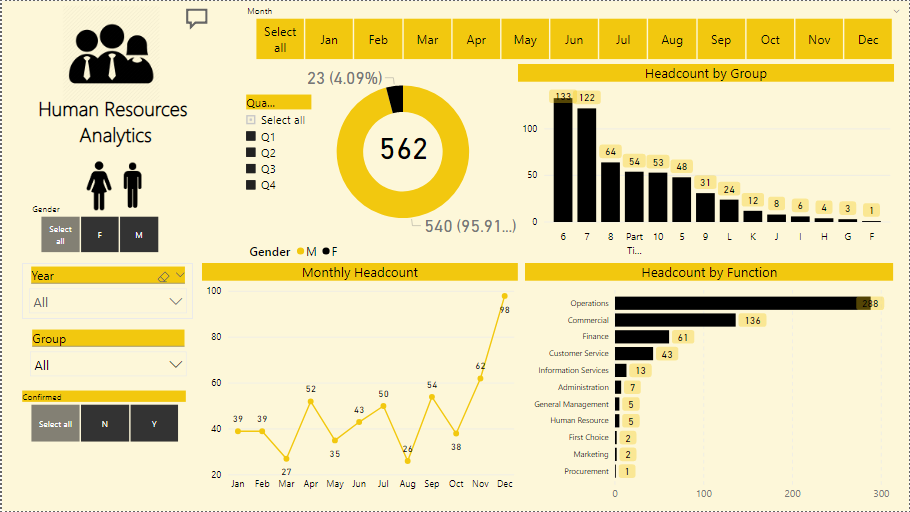 Month
Select all
Jan
Feb
Mar
Apr
May
Jun
Jul
Aug
Sep
Oct
Nov
Dec
Human Resources
Analytics
Gender
Select all
F
M
Year
All
Group
All
Confirmed
Select all
N
Y
Qua...
Select all
Q1
Q2
Q3
Q4
23 (4.09%)
562
540 (95.91...)
Gender M F
Headcount by Group
100
50
0
133
122
64
54
53
48
31
24
12
8
6
4
3
1
6
7
8
Part Ti...
10
5
9
L
K
J
I
H
G
F
Monthly Headcount
100
80
60
40
20
39
39
27
52
35
43
50
26
54
38
62
98
Jan
Feb
Mar
Apr
May
Jun
Jul
Aug
Sep
Oct
Nov
Dec
Headcount by Function
Operations 288
Commercial 136
Finance 61
Customer Service 43
Information Services 13
Administration 7
General Management 5
Human Resource 5
First Choice 2
Marketing 2
Procurement 1
0
100
200
300